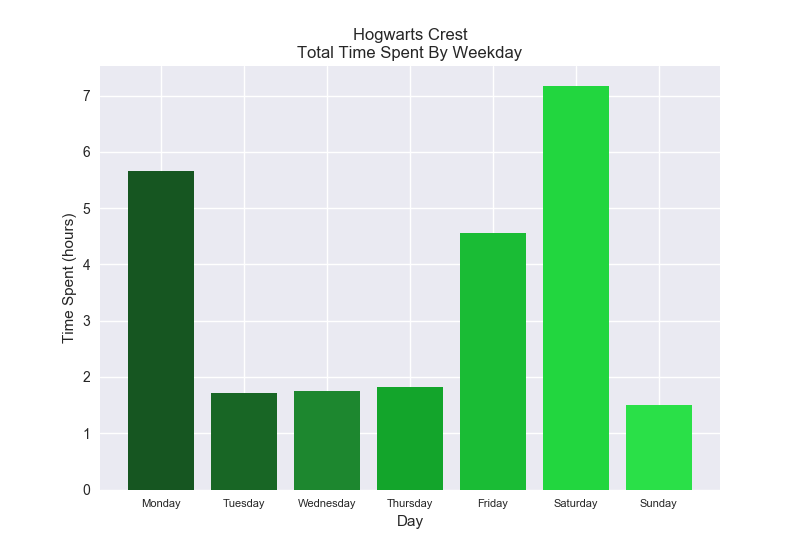 Hogwarts Crest
Total Time Spent By Weekday
Time Spent (hours)
7
6
5
4
3
2
1
0
Monday Tuesday Wednesday Thursday Friday Saturday Sunday
Day